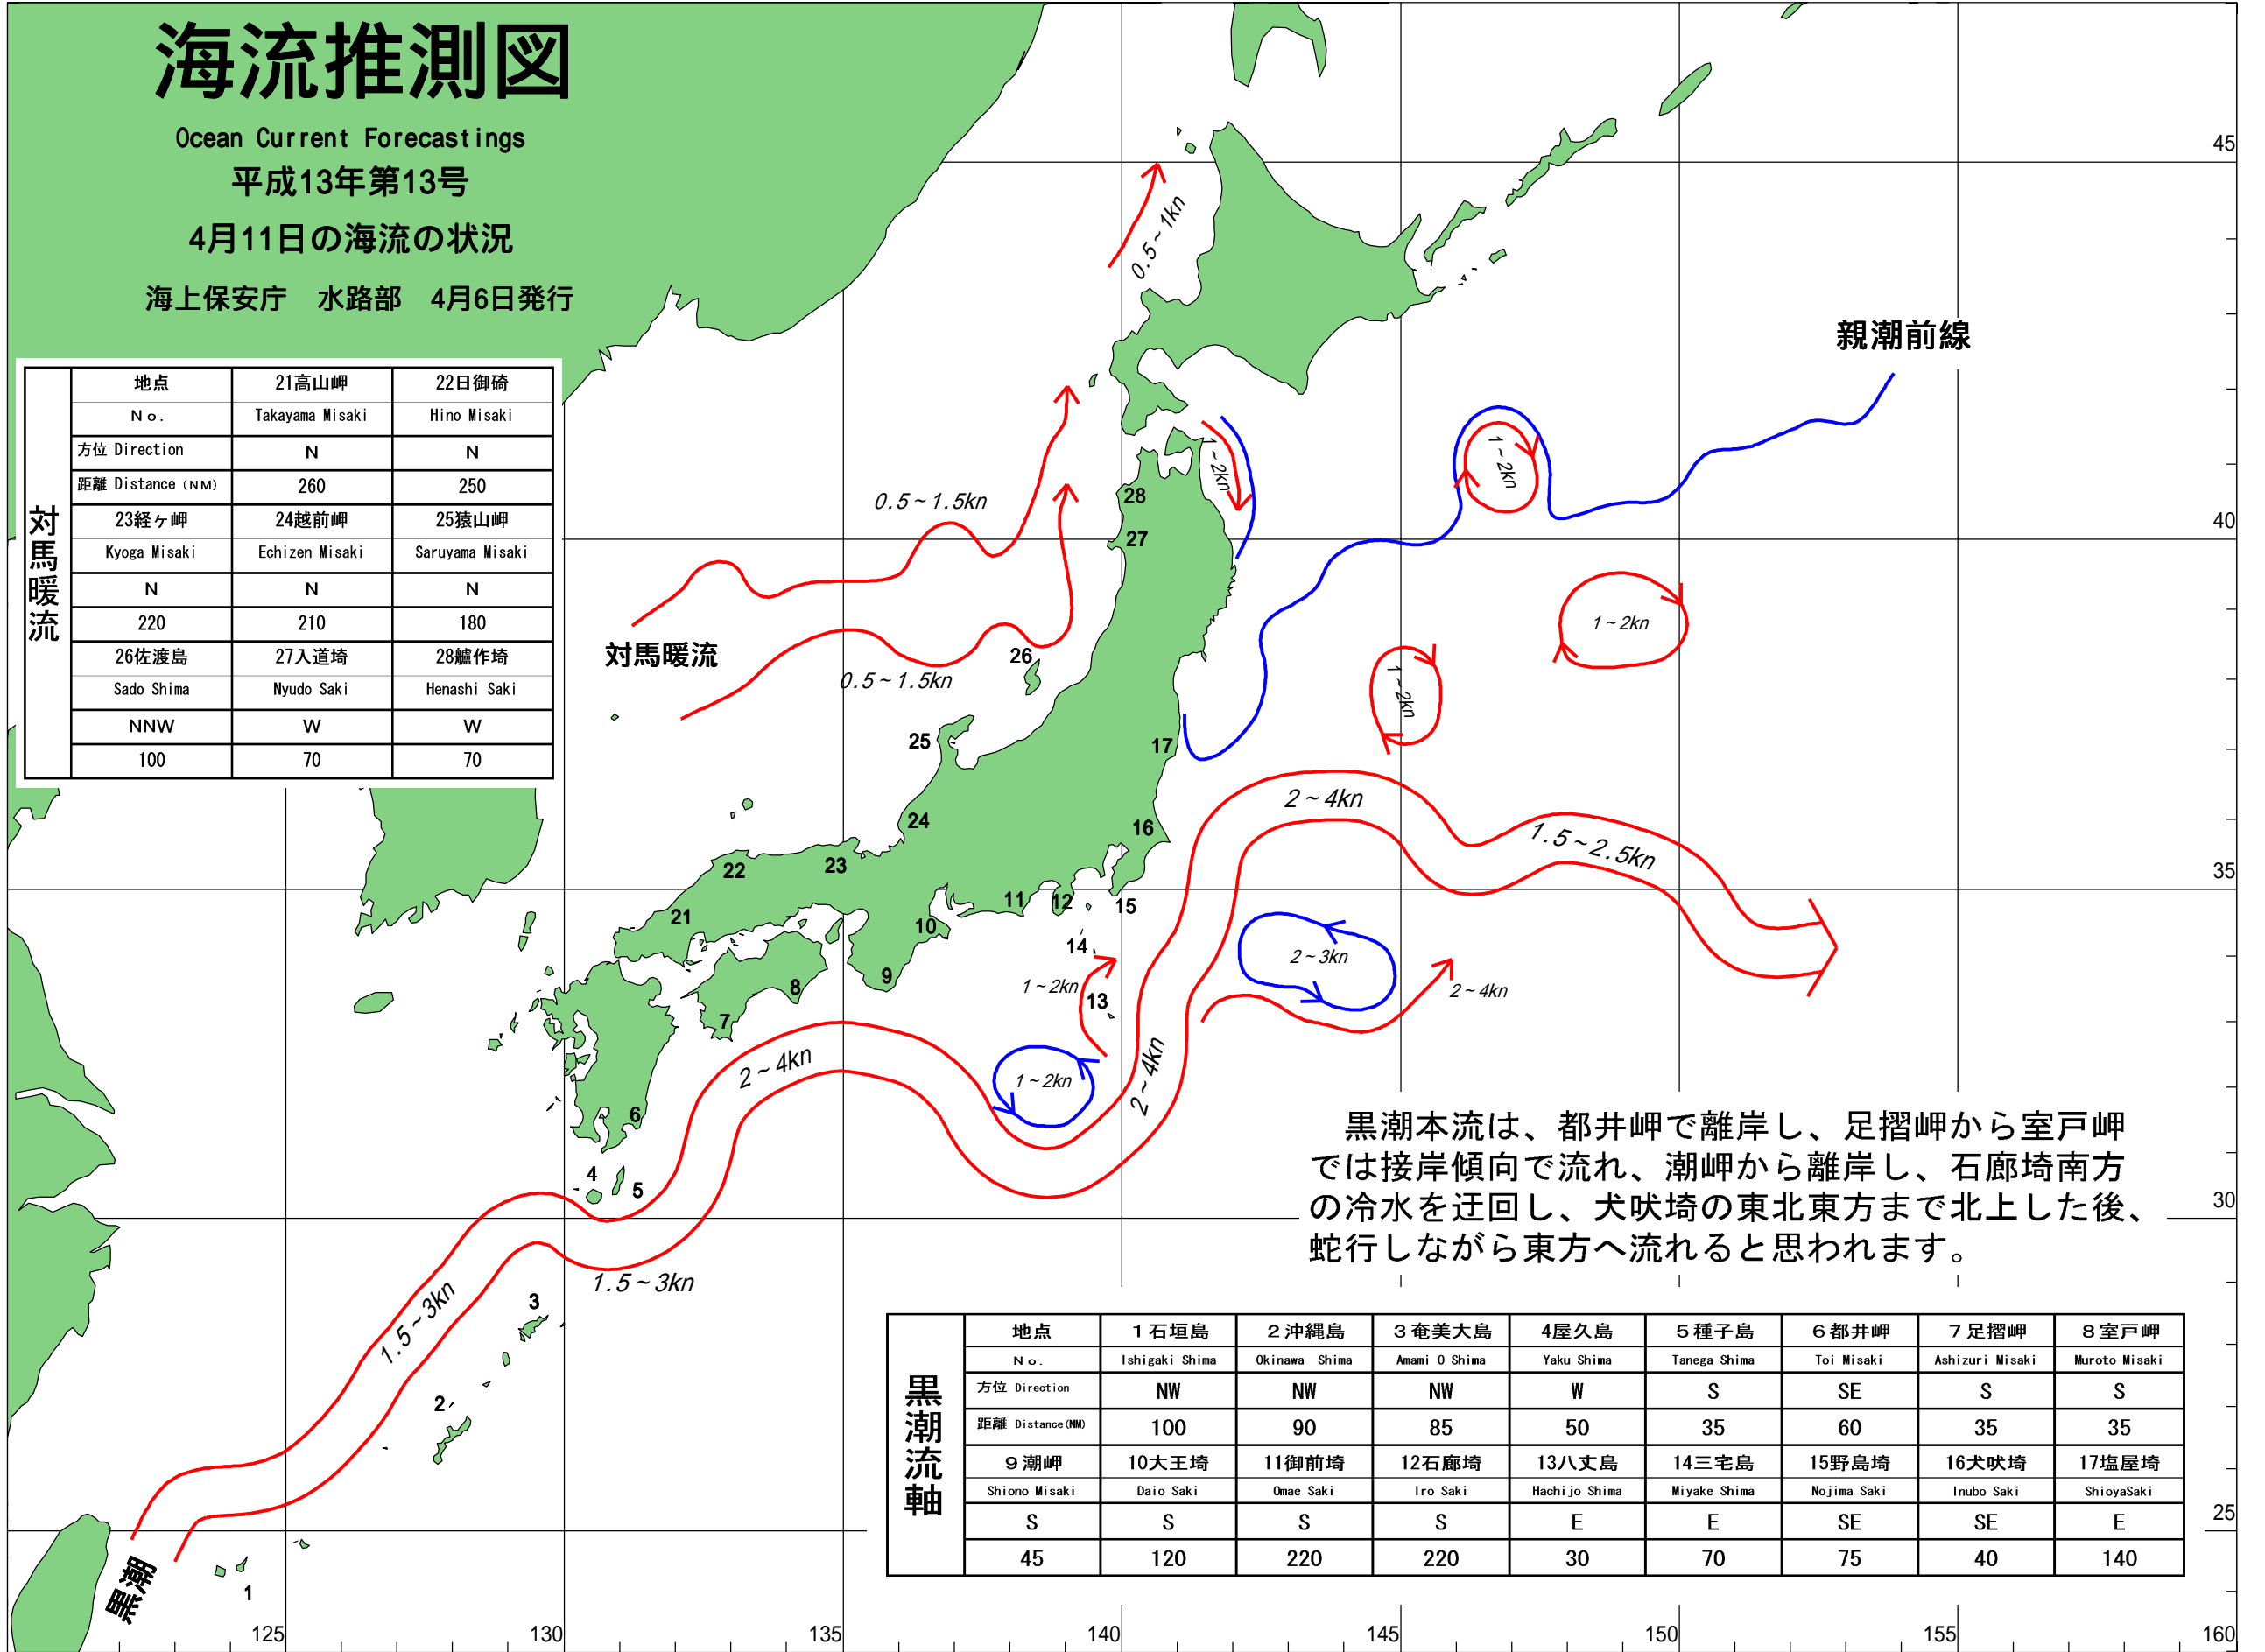 海流推測図
Ocean Current Forecastings
平成13年第13号
4月11日の海流の状況
海上保安庁　水路部　4月6日発行
対馬暖流
地点 21高山岬 22日御碕
No. Takayama Misaki Hino Misaki
方位 Direction N N
距離 Distance (NM) 260 250
23経ヶ岬 24越前岬 25猿山岬
Kyoga Misaki Echizen Misaki Saruyama Misaki
N N N
220 210 180
26佐渡島 27入道埼 28艫作埼
Sado Shima Nyudo Saki Henashi Saki
NNW W W
100 70 70
0.5~1kn
親潮前線
1~2kn
1~2kn
0.5~1.5kn
28
27
1~2kn
対馬暖流
26
0.5~1.5kn
1~2kn
25
17
2~4kn
24
16
1.5~2.5kn
22
23
21
11
12
15
10
14
9
8
2~3kn
1~2kn
13
2~4kn
7
2~4kn
1~2kn
2~4kn
6
4
5
1.5~3kn
1.5~3kn
3
2
黒潮
1
黒潮本流は、都井岬で離岸し、足摺岬から室戸岬
では接岸傾向で流れ、潮岬から離岸し、石廊埼南方
の冷水を迂回し、犬吠埼の東北東方まで北上した後、
蛇行しながら東方へ流れると思われます。
黒潮流軸
地点 1石垣島 2沖縄島 3奄美大島 4屋久島 5種子島 6都井岬 7足摺岬 8室戸岬
No. Ishigaki Shima Okinawa Shima Amami O Shima Yaku Shima Tanega Shima Toi Misaki Ashizuri Misaki Muroto Misaki
方位 Direction NW NW NW W S SE S S
距離 Distance(NM) 100 90 85 50 35 60 35 35
9潮岬 10大王埼 11御前埼 12石廊埼 13八丈島 14三宅島 15野島埼 16犬吠埼 17塩屋埼
Shiono Misaki Daio Saki Omae Saki Iro Saki Hachijo Shima Miyake Shima Nojima Saki Inubo Saki ShioyaSaki
S S S S E E SE SE E
45 120 220 220 30 70 75 40 140
45
40
35
30
25
125 130 135 140 145 150 155 160